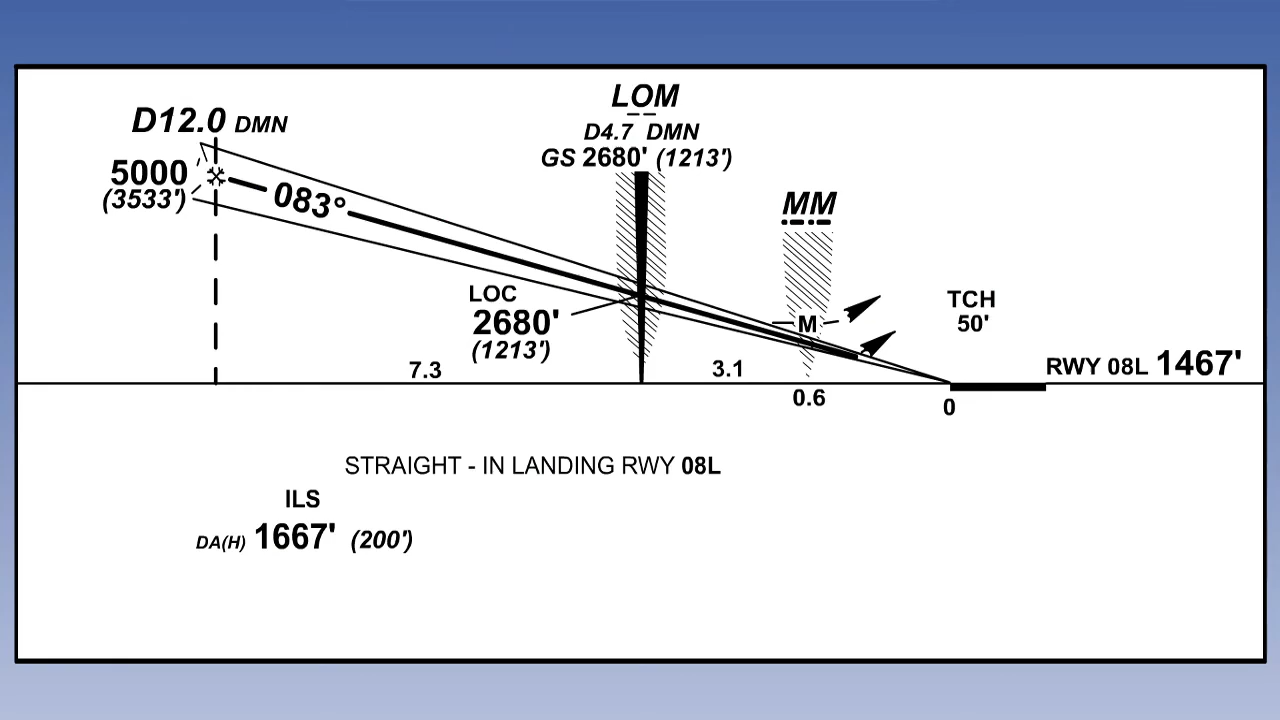 LOM
D12.0 DMN
D4.7 DMN
GS 2680' (1213')
5000
(3533')
083°
MM
LOC
2680'
(1213')
M
TCH
50'
7.3
3.1
RWY 08L 1467'
0.6
0
STRAIGHT - IN LANDING RWY 08L
ILS
DA(H) 1667' (200')